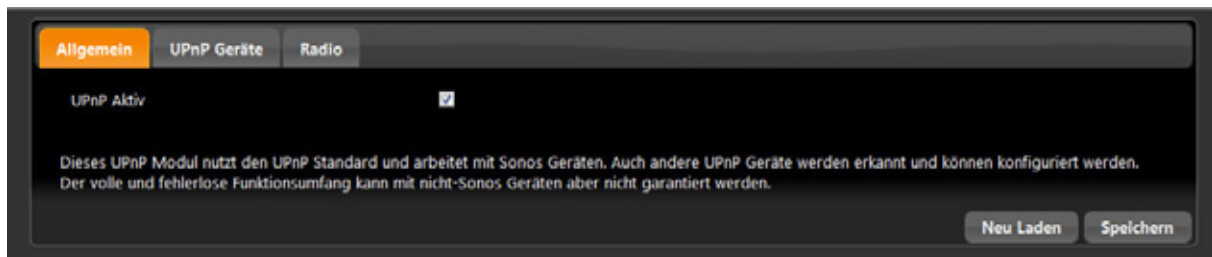 Allgemein UPnP Geräte Radio
UPnP Aktiv
Dieses UPnP Modul nutzt den UPnP Standard und arbeitet mit Sonos Geräten. Auch andere UPnP Geräte werden erkannt und können konfiguriert werden.
Der volle und fehlerlose Funktionsumfang kann mit nicht-Sonos Geräten aber nicht garantiert werden.
Neu Laden Speichern